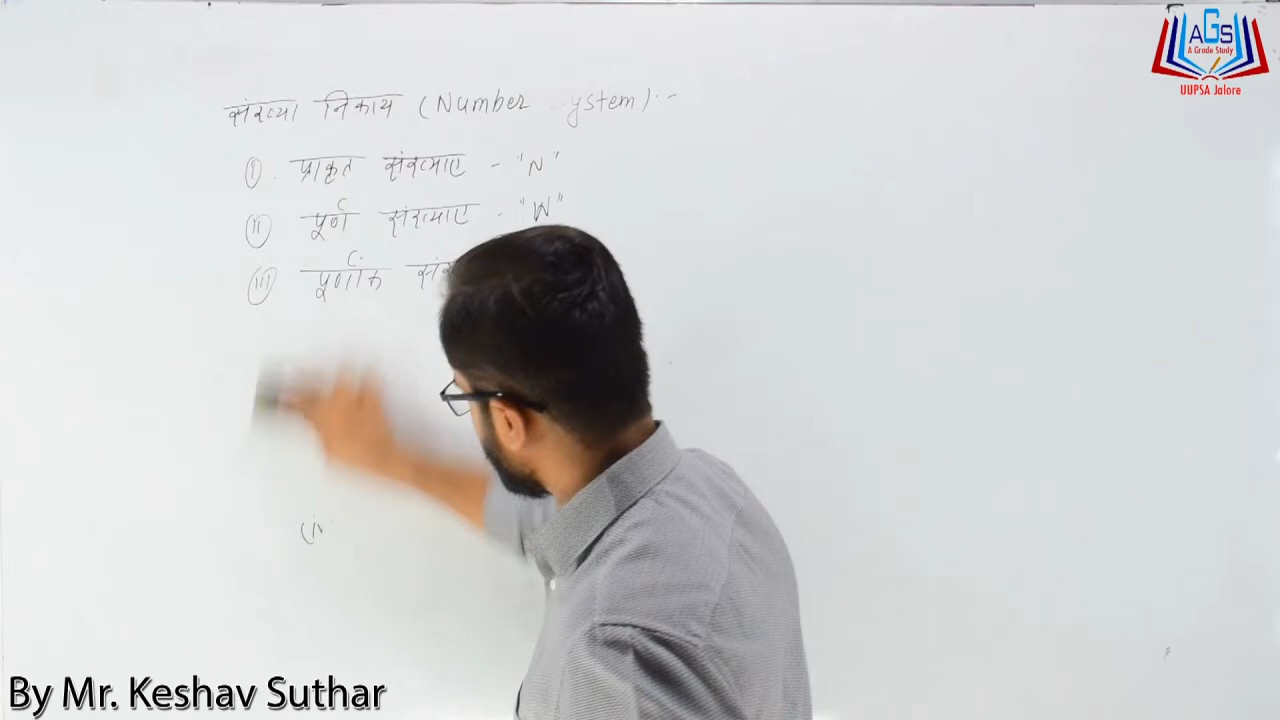 AGS
A Grade Study
UUPSA Jalore
संख्या निकाय (Number ystem) :-
(i) प्राकृत संख्याएं - "N"
(ii) पूर्ण संख्याएं - "W"
(iii) पूर्णांक
By Mr. Keshav Suthar